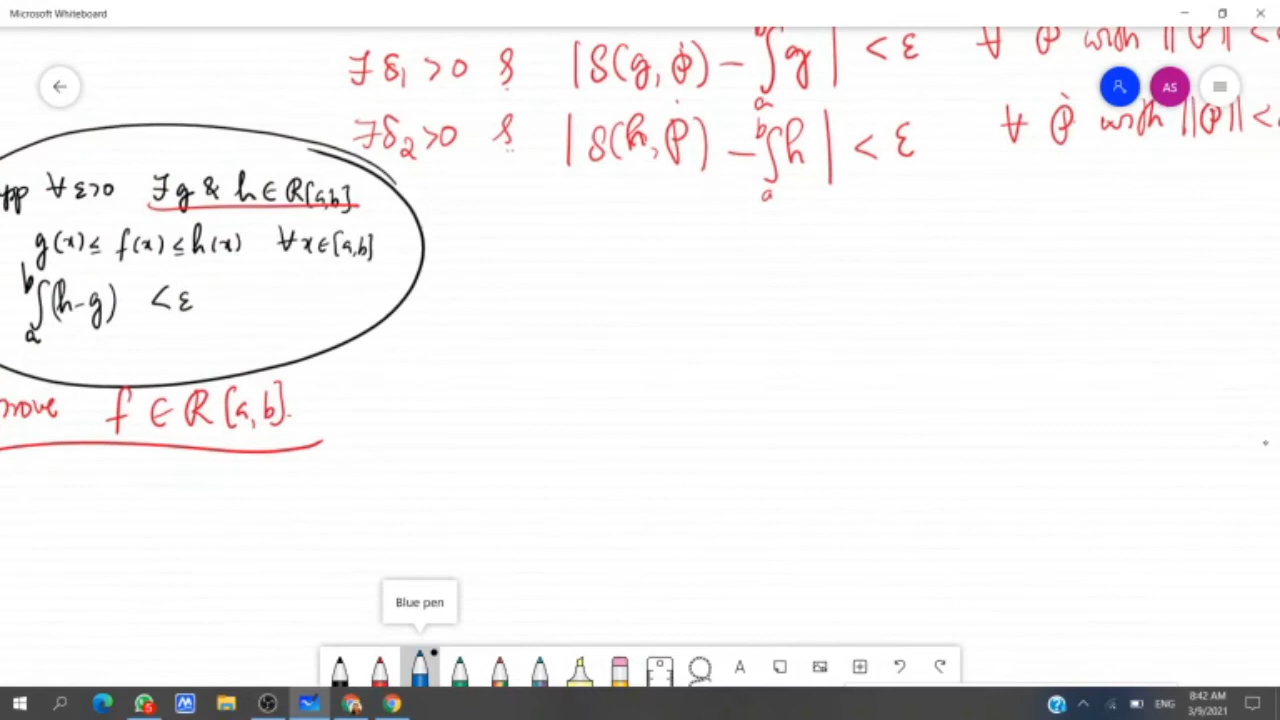 Microsoft Whiteboard
∃ δ₁ > 0 ∋ |S(g, Ṗ) − ∫ₐᵇ g| < ε ∀ Ṗ with ||Ṗ|| <
AS
∃ δ₂ > 0 ∋ |S(h, Ṗ) − ∫ₐᵇ h| < ε ∀ Ṗ with ||Ṗ|| <
∀ ε > 0 ∃ g & h ∈ R[a,b]
g(x) ≤ f(x) ≤ h(x) ∀ x ∈ [a,b]
∫ₐᵇ (h − g) < ε
f ∈ R[a, b].
Blue pen
A
5
ENG
8:42 AM
3/9/2021